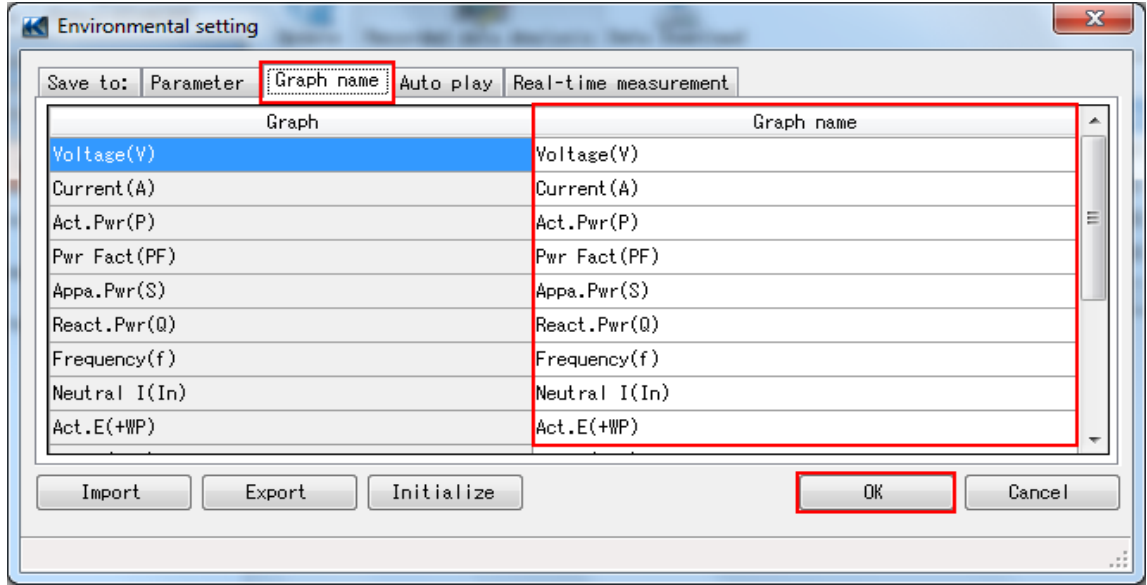 Environmental setting
Save to: Parameter Graph name Auto play Real-time measurement
Graph Graph name
Voltage(V) Voltage(V)
Current(A) Current(A)
Act.Pwr(P) Act.Pwr(P)
Pwr Fact(PF) Pwr Fact(PF)
Appa.Pwr(S) Appa.Pwr(S)
React.Pwr(Q) React.Pwr(Q)
Frequency(f) Frequency(f)
Neutral I(In) Neutral I(In)
Act.E(+WP) Act.E(+WP)
Import Export Initialize OK Cancel